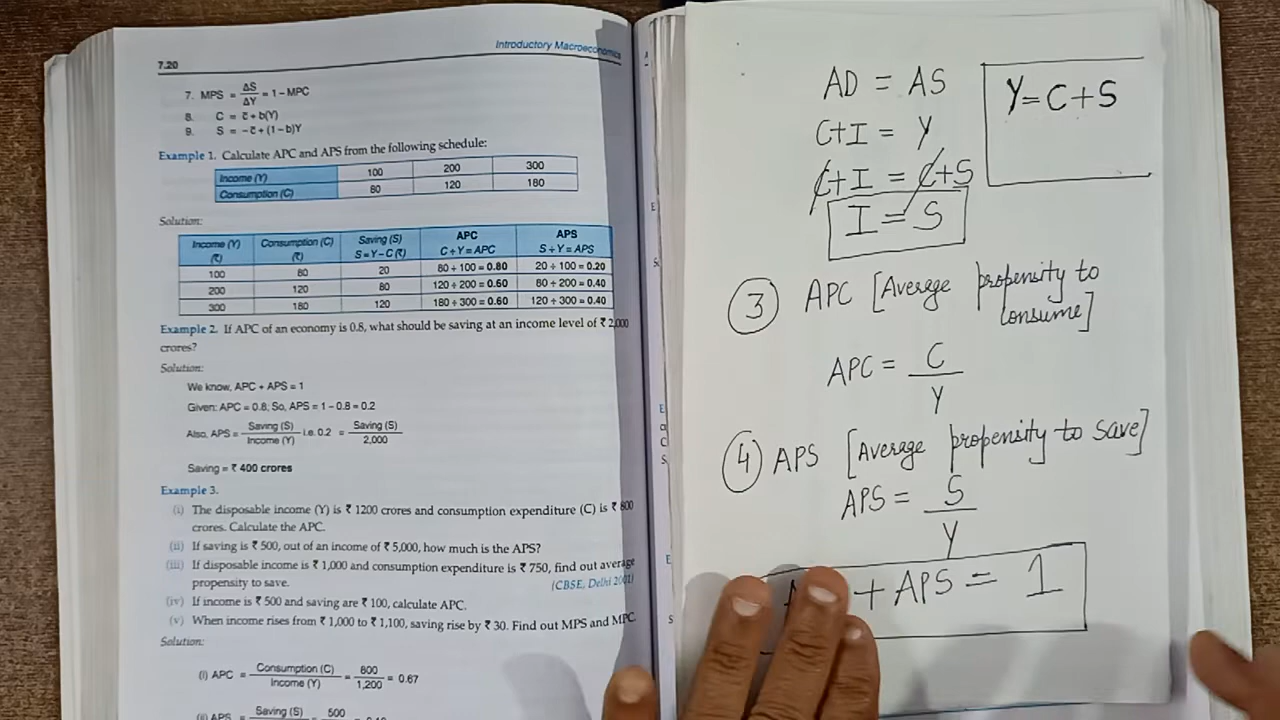 7.20
Introductory Macroeconomics
7. MPS = ΔS/ΔY = 1 – MPC
8. C = c̄ + b(Y)
9. S = –c̄ + (1–b)Y
Example 1. Calculate APC and APS from the following schedule:
Income (Y) 100 200 300
Consumption (C) 80 120 180
Solution:
Income (Y) (₹) Consumption (C) (₹) Saving (S) S = Y – C (₹) APC C ÷ Y = APC APS S ÷ Y = APS
100 80 20 80 ÷ 100 = 0.80 20 ÷ 100 = 0.20
200 120 80 120 ÷ 200 = 0.60 80 ÷ 200 = 0.40
300 180 120 180 ÷ 300 = 0.60 120 ÷ 300 = 0.40
Example 2. If APC of an economy is 0.8, what should be saving at an income level of ₹ 2,000
crores?
Solution:
We know, APC + APS = 1
Given: APC = 0.8; So, APS = 1 – 0.8 = 0.2
Also, APS = Saving (S)/Income (Y) i.e. 0.2 = Saving (S)/2,000
Saving = ₹ 400 crores
Example 3.
(i) The disposable income (Y) is ₹ 1200 crores and consumption expenditure (C) is ₹ 800
crores. Calculate the APC.
(ii) If saving is ₹ 500, out of an income of ₹ 5,000, how much is the APS?
(iii) If disposable income is ₹ 1,000 and consumption expenditure is ₹ 750, find out average
propensity to save. (CBSE, Delhi 2001)
(iv) If income is ₹ 500 and saving are ₹ 100, calculate APC.
(v) When income rises from ₹ 1,000 to ₹ 1,100, saving rise by ₹ 30. Find out MPS and MPC.
Solution:
(i) APC = Consumption (C)/Income (Y) = 800/1,200 = 0.67
(ii) APS = Saving (S) = 500
AD = AS
C+I = Y
C+I = C+S
I = S
Y = C+S
3 APC [Average propensity to
consume]
APC = C/Y
4 APS [Average propensity to save]
APS = S/Y
+ APS = 1